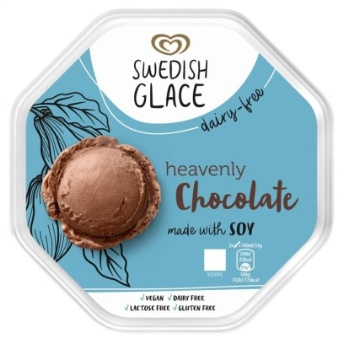 SWEDISH
GLACE
dairy-free
heavenly
Chocolate
made with SOY
✓VEGAN ✓DAIRY FREE
✓LACTOSE FREE ✓GLUTEN FREE